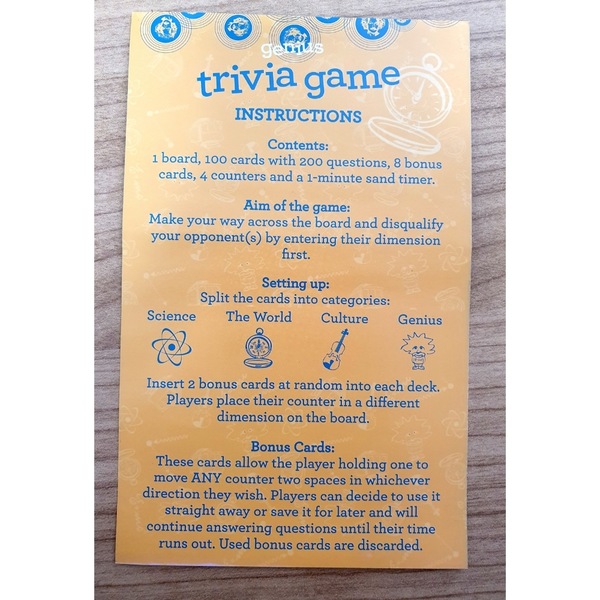 genius
trivia game
INSTRUCTIONS
Contents:
1 board, 100 cards with 200 questions, 8 bonus
cards, 4 counters and a 1-minute sand timer.
Aim of the game:
Make your way across the board and disqualify
your opponent(s) by entering their dimension
first.
Setting up:
Split the cards into categories:
Science The World Culture Genius
Insert 2 bonus cards at random into each deck.
Players place their counter in a different
dimension on the board.
Bonus Cards:
These cards allow the player holding one to
move ANY counter two spaces in whichever
direction they wish. Players can decide to use it
straight away or save it for later and will
continue answering questions until their time
runs out. Used bonus cards are discarded.